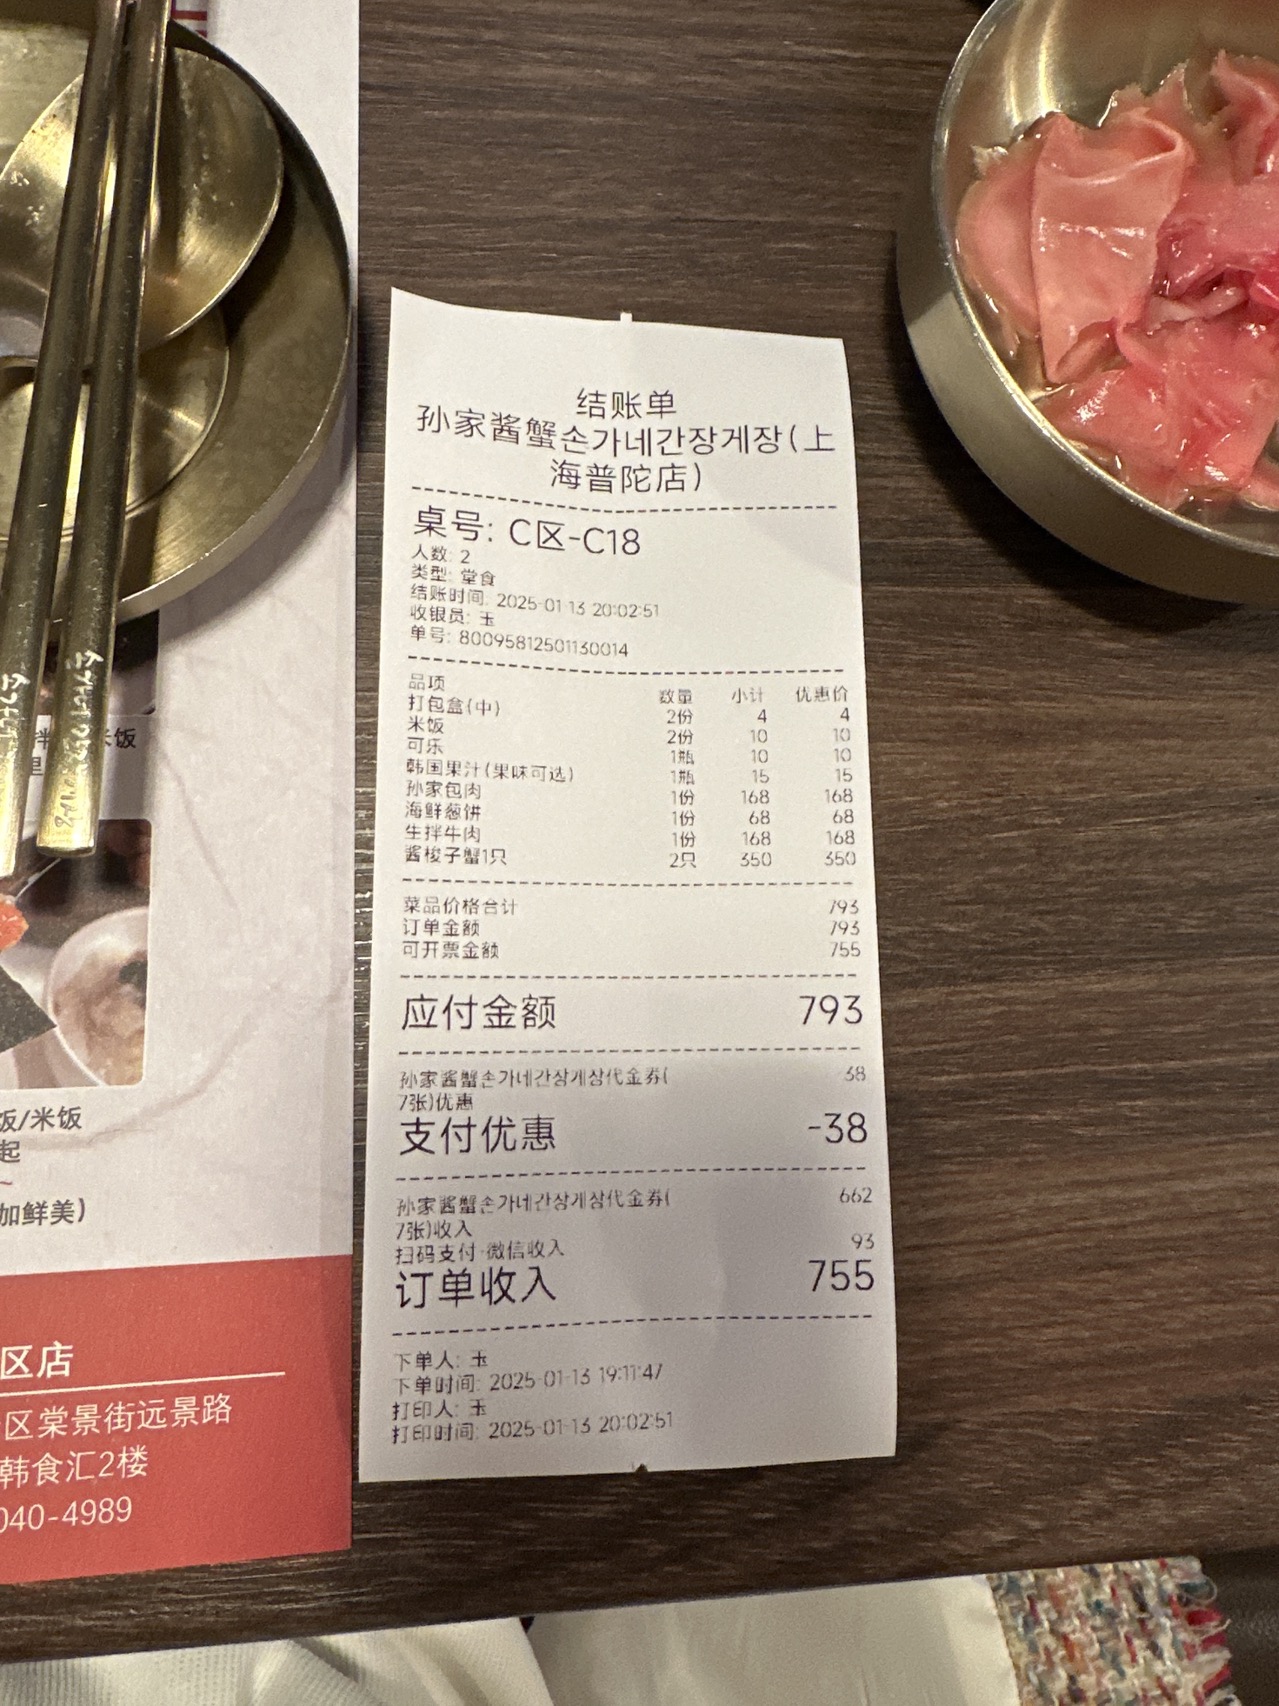 结账单
孙家酱蟹손가네간장게장(上
海普陀店)
桌号: C区-C18
人数: 2
类型: 堂食
结账时间: 2025-01-13 20:02:51
收银员: 玉
单号: 80095812501130014
品项 数量 小计 优惠价
打包盒(中) 2份 4 4
米饭 2份 10 10
可乐 1瓶 10 10
韩国果汁(果味可选) 1瓶 15 15
孙家包肉 1份 168 168
海鲜葱饼 1份 68 68
生拌牛肉 1份 168 168
酱梭子蟹1只 2只 350 350
菜品价格合计 793
订单金额 793
可开票金额 755
应付金额 793
孙家酱蟹손가네간장게장代金券( 38
7张)优惠
支付优惠 -38
孙家酱蟹손가네간장게장代金券( 662
7张)收入
扫码支付-微信收入 93
订单收入 755
下单人: 玉
下单时间: 2025-01-13 19:11:47
打印人: 玉
打印时间: 2025-01-13 20:02:51
拌 米饭
里
饭/米饭
起
~
加鲜美)
区店
区棠景街远景路
韩食汇2楼
040-4989